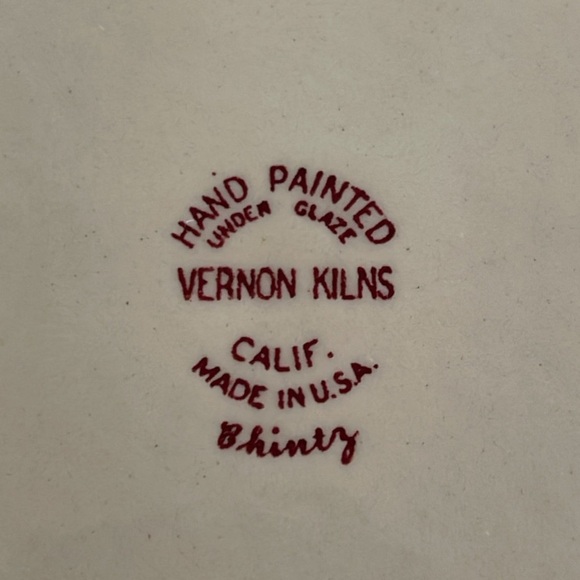 HAND PAINTED
UNDER GLAZE
VERNON KILNS
CALIF.
MADE IN U.S.A.
Chintz